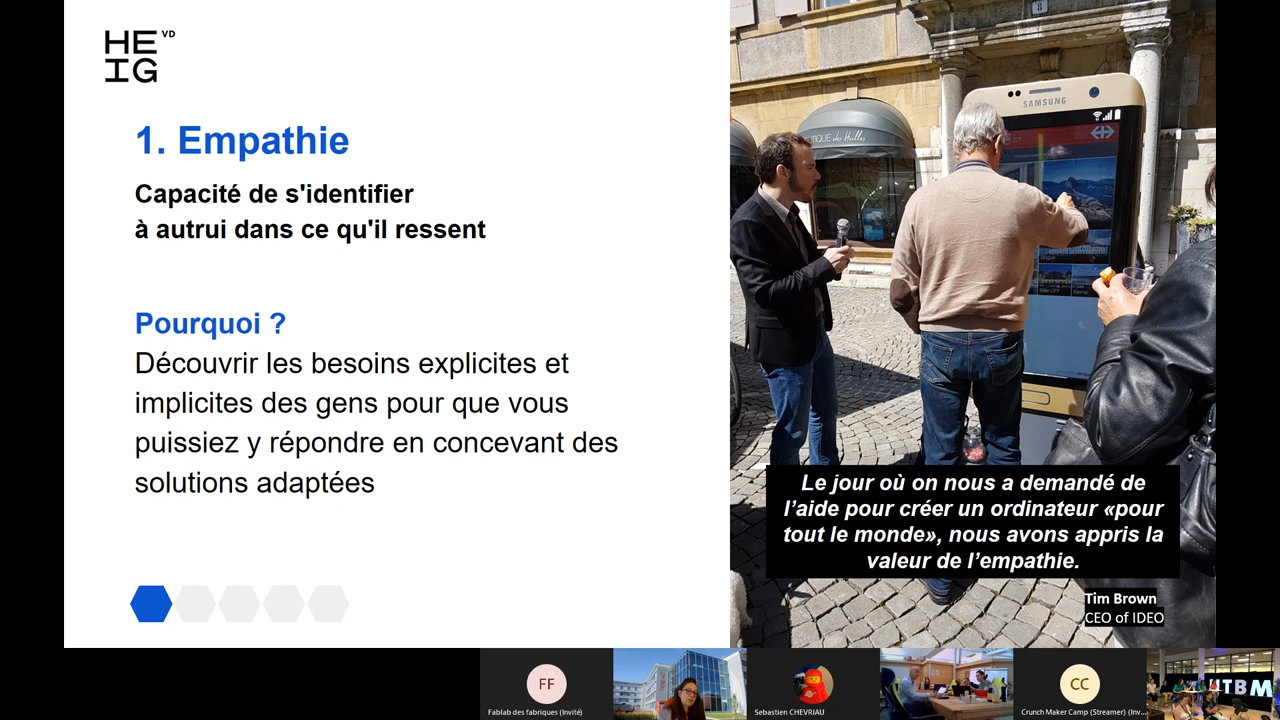 HE VD
IG
1. Empathie
Capacité de s'identifier
à autrui dans ce qu'il ressent
Pourquoi ?
Découvrir les besoins explicites et
implicites des gens pour que vous
puissiez y répondre en concevant des
solutions adaptées
8
SAMSUNG
Le jour où on nous a demandé de
l’aide pour créer un ordinateur «pour
tout le monde», nous avons appris la
valeur de l’empathie.
Tim Brown
CEO of IDEO
FF
Fablab des fabriques (Invité)
Sebastien CHEVRIAU
CC
Crunch Maker Camp (Streamer) (Inv...
UTBM